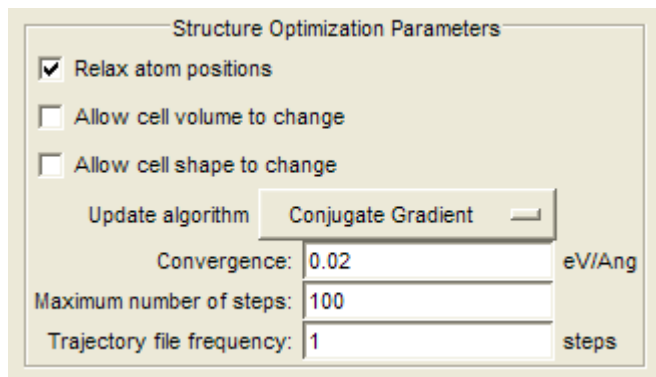 Structure Optimization Parameters
Relax atom positions
Allow cell volume to change
Allow cell shape to change
Update algorithm Conjugate Gradient
Convergence: 0.02 eV/Ang
Maximum number of steps: 100
Trajectory file frequency: 1 steps